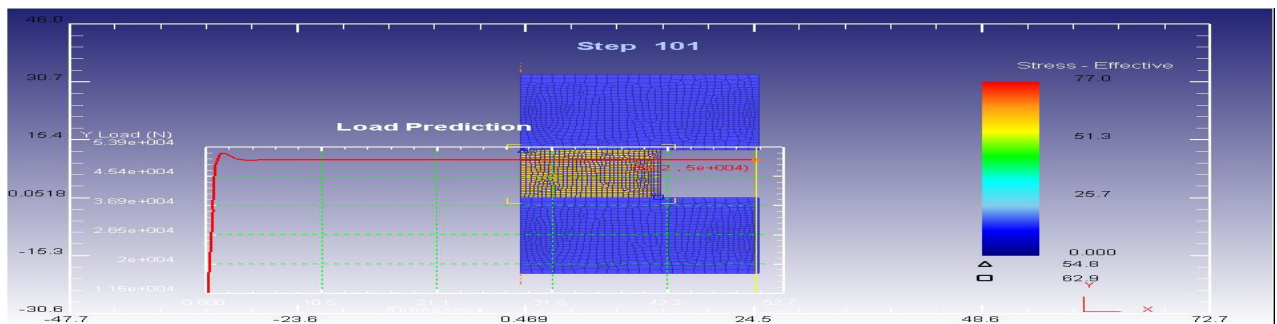 46.0
Step 101
Stress - Effective
30.7
77.0
15.4
Load Prediction
Y Load (N)
5.39e+004
51.3
4.54e+004
0.0518
3.69e+004
25.7
2.85e+004
-15.3
2e+004
0.000
54.8
62.9
1.15e+004
0.000
10.5
21.1
31.6
42.2
52.7
-30.6
Y
X
-47.7
-23.6
0.469
24.5
48.6
72.7